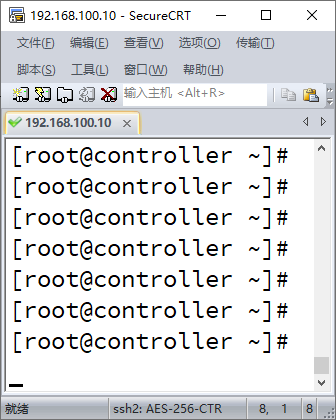 192.168.100.10 - SecureCRT
文件(F) 编辑(E) 查看(V) 选项(O) 传输(T)
脚本(S) 工具(L) 窗口(W) 帮助(H)
输入主机 <Alt+R>
192.168.100.10
[root@controller ~]#
[root@controller ~]#
[root@controller ~]#
[root@controller ~]#
[root@controller ~]#
[root@controller ~]#
[root@controller ~]#
就绪 ssh2: AES-256-CTR 8, 1 8